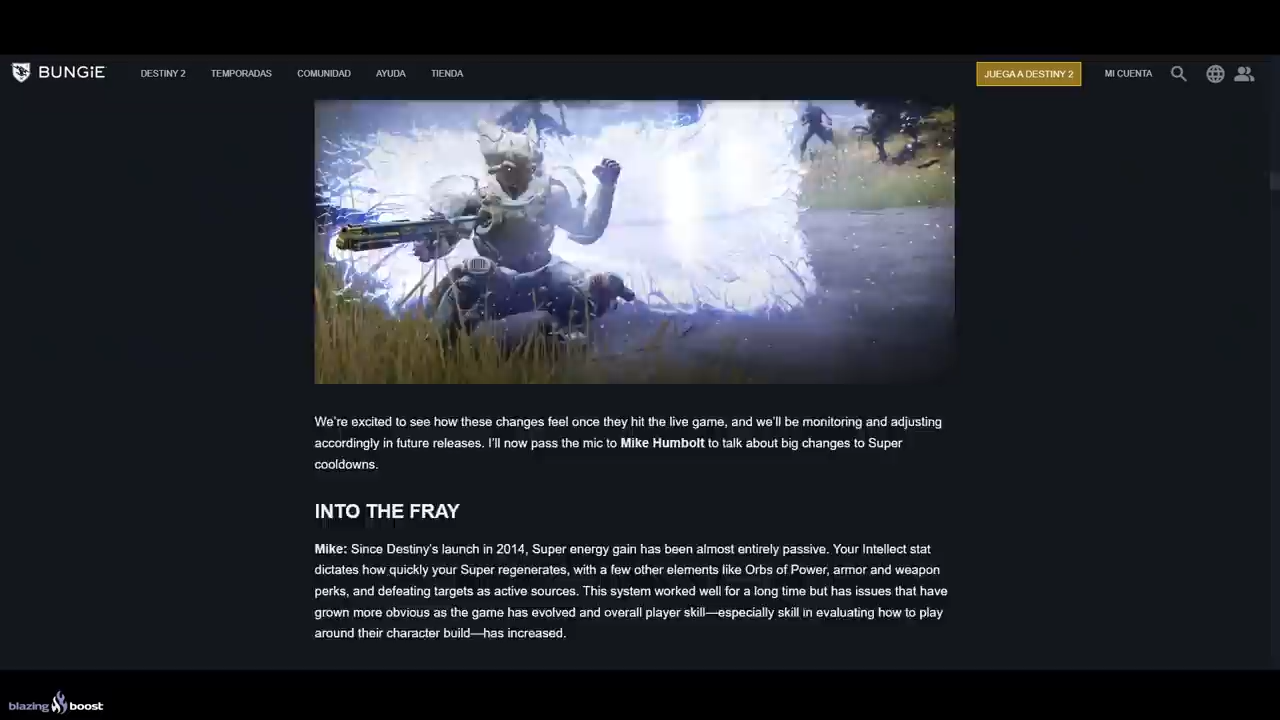 BUNGiE
DESTINY 2
TEMPORADAS
COMUNIDAD
AYUDA
TIENDA
JUEGA A DESTINY 2
MI CUENTA
We're excited to see how these changes feel once they hit the live game, and we'll be monitoring and adjusting
accordingly in future releases. I'll now pass the mic to Mike Humbolt to talk about big changes to Super
cooldowns.
INTO THE FRAY
Mike: Since Destiny's launch in 2014, Super energy gain has been almost entirely passive. Your Intellect stat
dictates how quickly your Super regenerates, with a few other elements like Orbs of Power, armor and weapon
perks, and defeating targets as active sources. This system worked well for a long time but has issues that have
grown more obvious as the game has evolved and overall player skill—especially skill in evaluating how to play
around their character build—has increased.
blazing boost